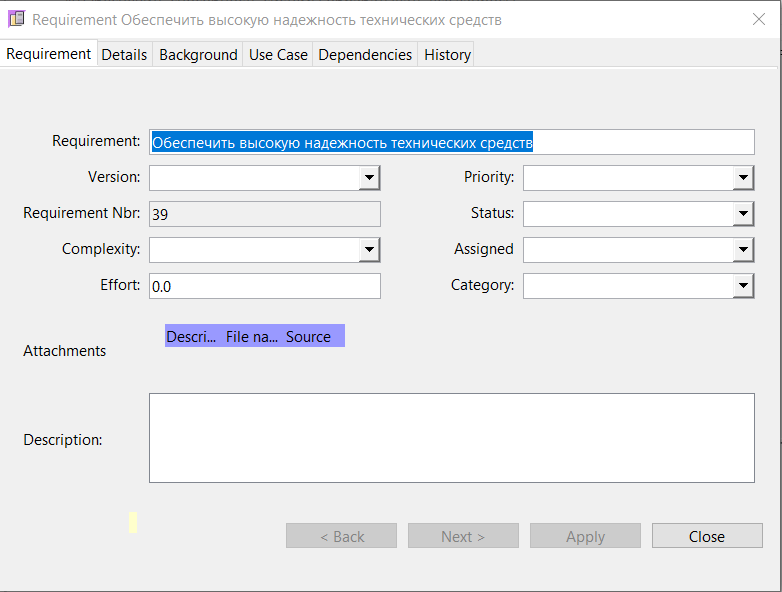 Requirement Обеспечить высокую надежность технических средств
Requirement Details Background Use Case Dependencies History
Requirement: Обеспечить высокую надежность технических средств
Version: Priority:
Requirement Nbr: 39 Status:
Complexity: Assigned
Effort: 0.0 Category:
Descri... File na... Source
Attachments
Description:
< Back Next > Apply Close